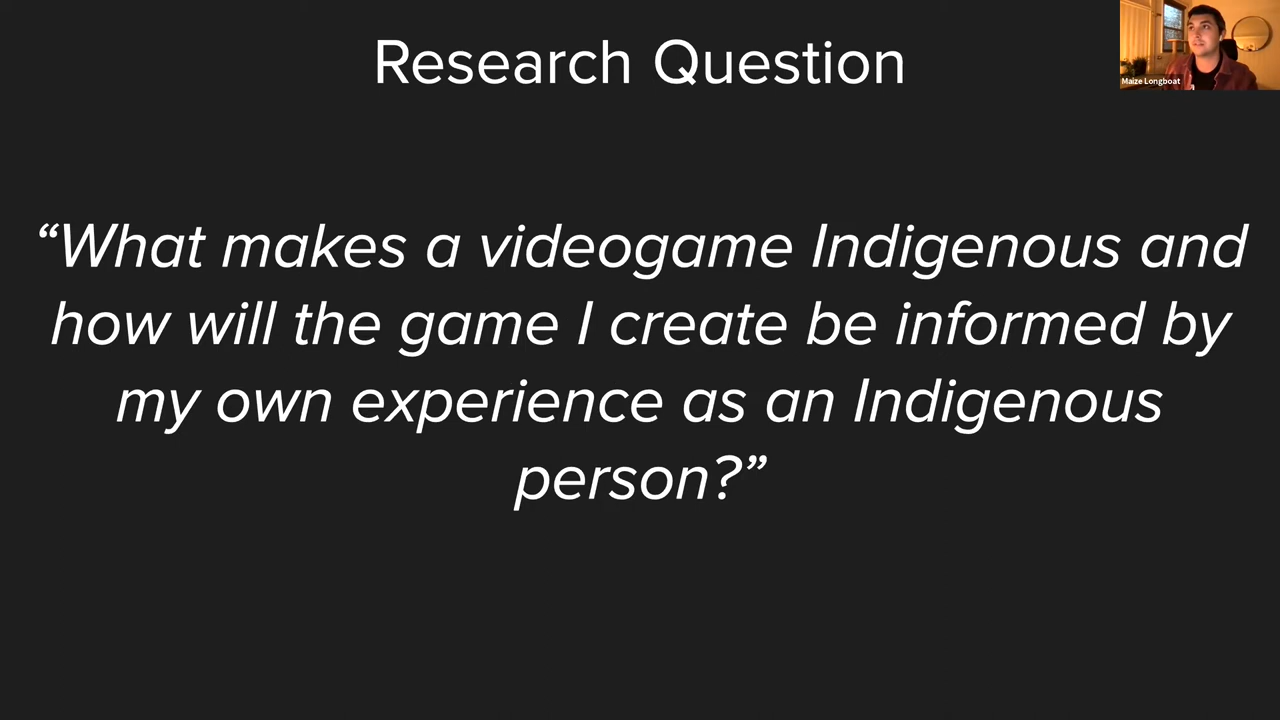 Research Question
Maize Longboat
“What makes a videogame Indigenous and
how will the game I create be informed by
my own experience as an Indigenous
person?”